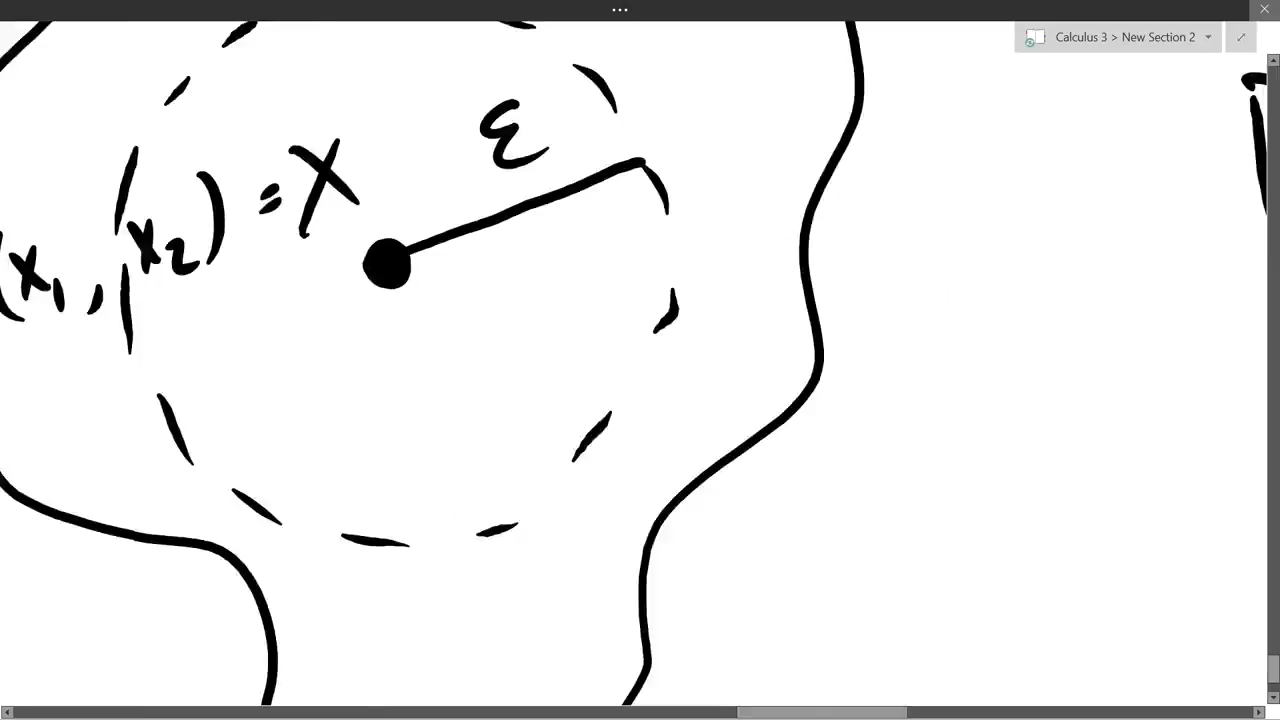 Calculus 3 > New Section 2
ε
(x₁, x₂) = X